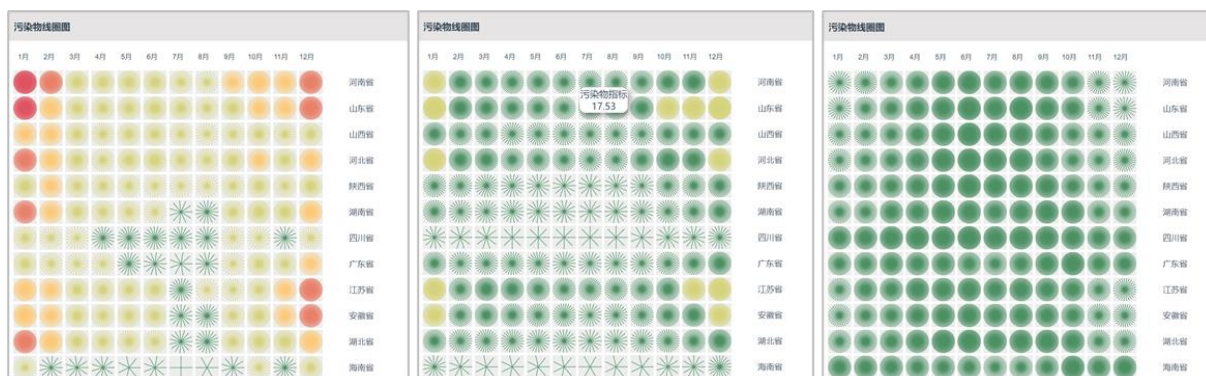 污染物线圈图
1月 2月 3月 4月 5月 6月 7月 8月 9月 10月 11月 12月
河南省
山东省
山西省
河北省
陕西省
湖南省
四川省
广东省
江苏省
安徽省
湖北省
海南省
污染物线圈图
1月 2月 3月 4月 5月 6月 7月 8月 9月 10月 11月 12月
河南省
污染物指标
17.53
山东省
山西省
河北省
陕西省
湖南省
四川省
广东省
江苏省
安徽省
湖北省
海南省
污染物线圈图
1月 2月 3月 4月 5月 6月 7月 8月 9月 10月 11月 12月
河南省
山东省
山西省
河北省
陕西省
湖南省
四川省
广东省
江苏省
安徽省
湖北省
海南省